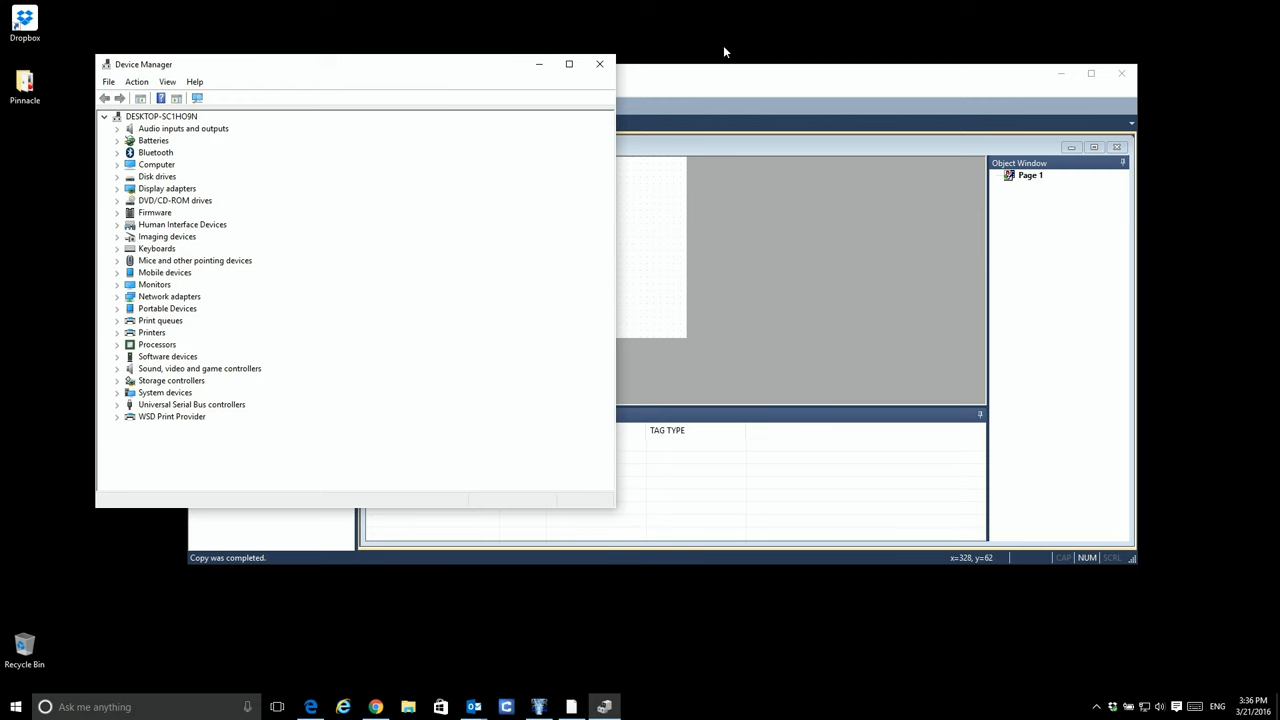 Dropbox
Pinnacle
Device Manager
File Action View Help
DESKTOP-SC1HO9N
Audio inputs and outputs
Batteries
Bluetooth
Computer
Disk drives
Display adapters
DVD/CD-ROM drives
Firmware
Human Interface Devices
Imaging devices
Keyboards
Mice and other pointing devices
Mobile devices
Monitors
Network adapters
Portable Devices
Print queues
Printers
Processors
Software devices
Sound, video and game controllers
Storage controllers
System devices
Universal Serial Bus controllers
WSD Print Provider
Object Window
Page 1
TAG TYPE
Copy was completed.
x=328, y=62
CAP NUM SCRL
Recycle Bin
Ask me anything
ENG
3:36 PM
3/21/2016